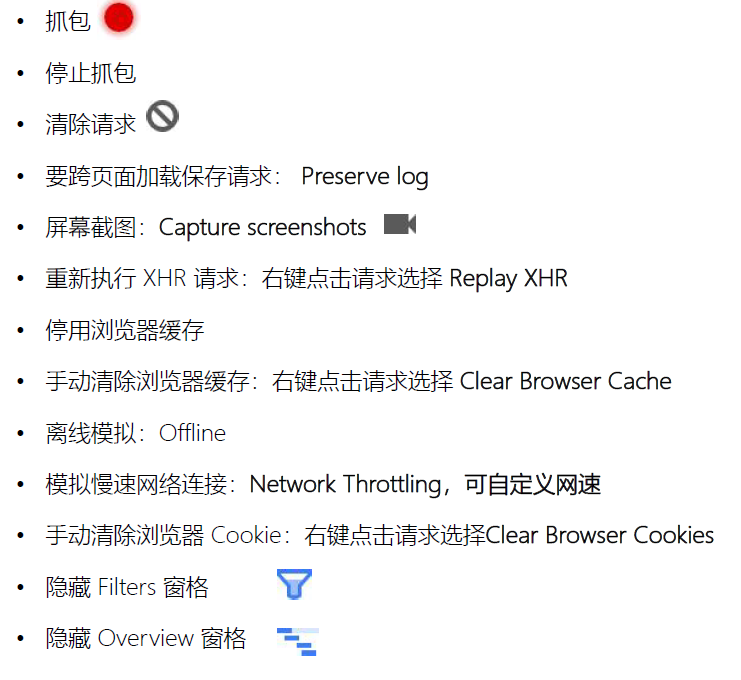 • 抓包
• 停止抓包
• 清除请求
• 要跨页面加载保存请求： Preserve log
• 屏幕截图：Capture screenshots
• 重新执行 XHR 请求：右键点击请求选择 Replay XHR
• 停用浏览器缓存
• 手动清除浏览器缓存：右键点击请求选择 Clear Browser Cache
• 离线模拟：Offline
• 模拟慢速网络连接：Network Throttling，可自定义网速
• 手动清除浏览器 Cookie：右键点击请求选择Clear Browser Cookies
• 隐藏 Filters 窗格
• 隐藏 Overview 窗格